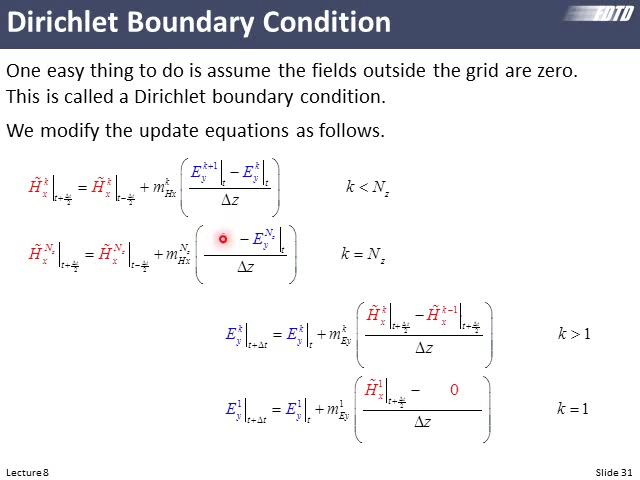 Dirichlet Boundary Condition
FDTD
One easy thing to do is assume the fields outside the grid are zero.
This is called a Dirichlet boundary condition.
We modify the update equations as follows.
H̃_x^k|_{t+Δt/2} = H̃_x^k|_{t−Δt/2} + m_{Hx}^k ( (E_y^{k+1}|_t − E_y^k|_t) / Δz ) k < N_z
H̃_x^{N_z}|_{t+Δt/2} = H̃_x^{N_z}|_{t−Δt/2} + m_{Hx}^{N_z} ( (0 − E_y^{N_z}|_t) / Δz ) k = N_z
E_y^k|_{t+Δt} = E_y^k|_t + m_{Ey}^k ( (H̃_x^k|_{t+Δt/2} − H̃_x^{k−1}|_{t+Δt/2}) / Δz ) k > 1
E_y^1|_{t+Δt} = E_y^1|_t + m_{Ey}^1 ( (H̃_x^1|_{t+Δt/2} − 0) / Δz ) k = 1
Lecture 8 Slide 31